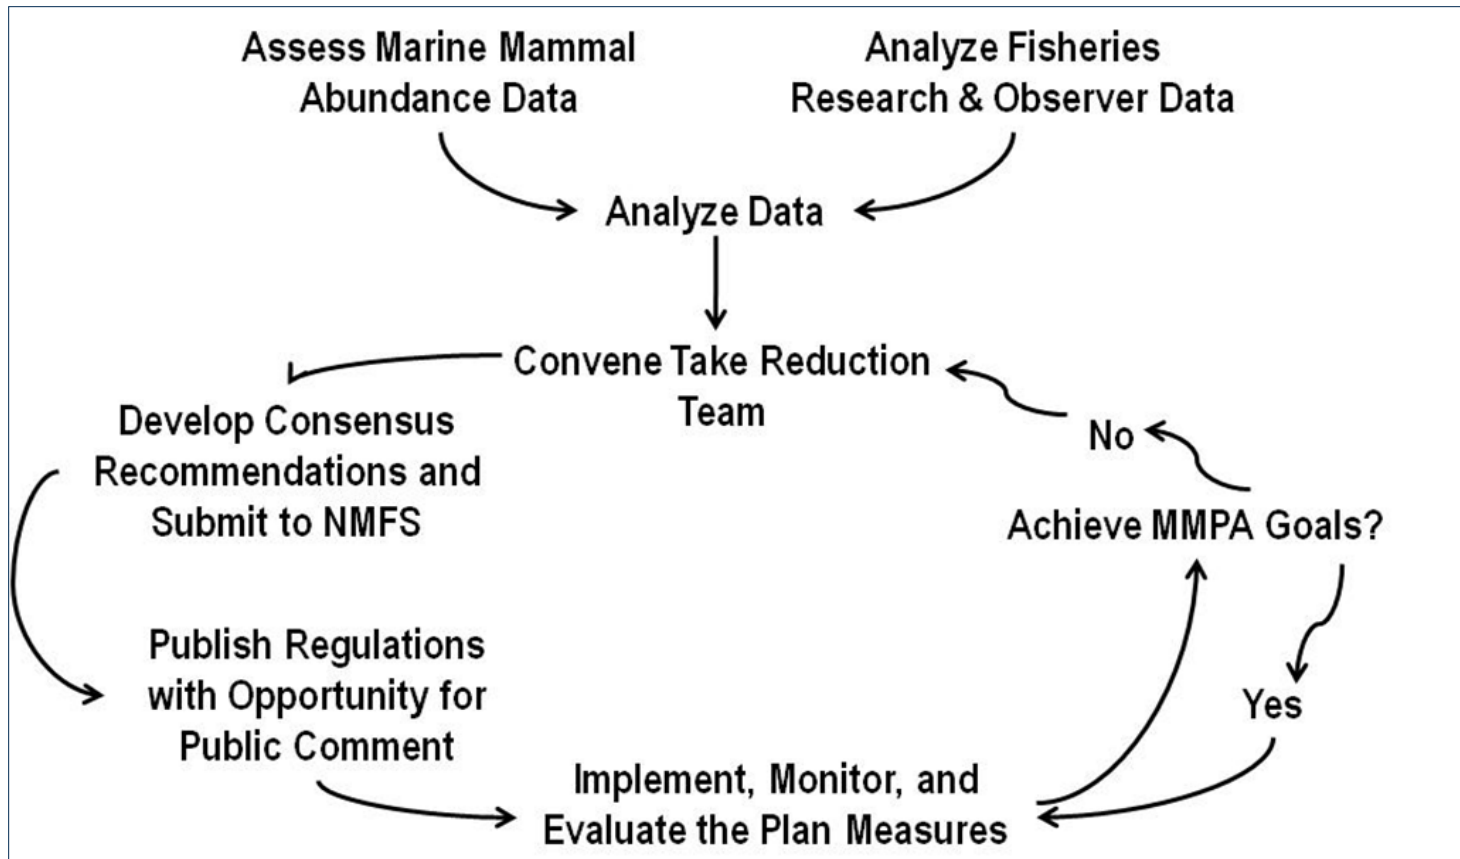 Assess Marine Mammal
Abundance Data
Analyze Fisheries
Research & Observer Data
Analyze Data
Convene Take Reduction
Team
Develop Consensus
Recommendations and
Submit to NMFS
No
Achieve MMPA Goals?
Publish Regulations
with Opportunity for
Public Comment
Yes
Implement, Monitor, and
Evaluate the Plan Measures